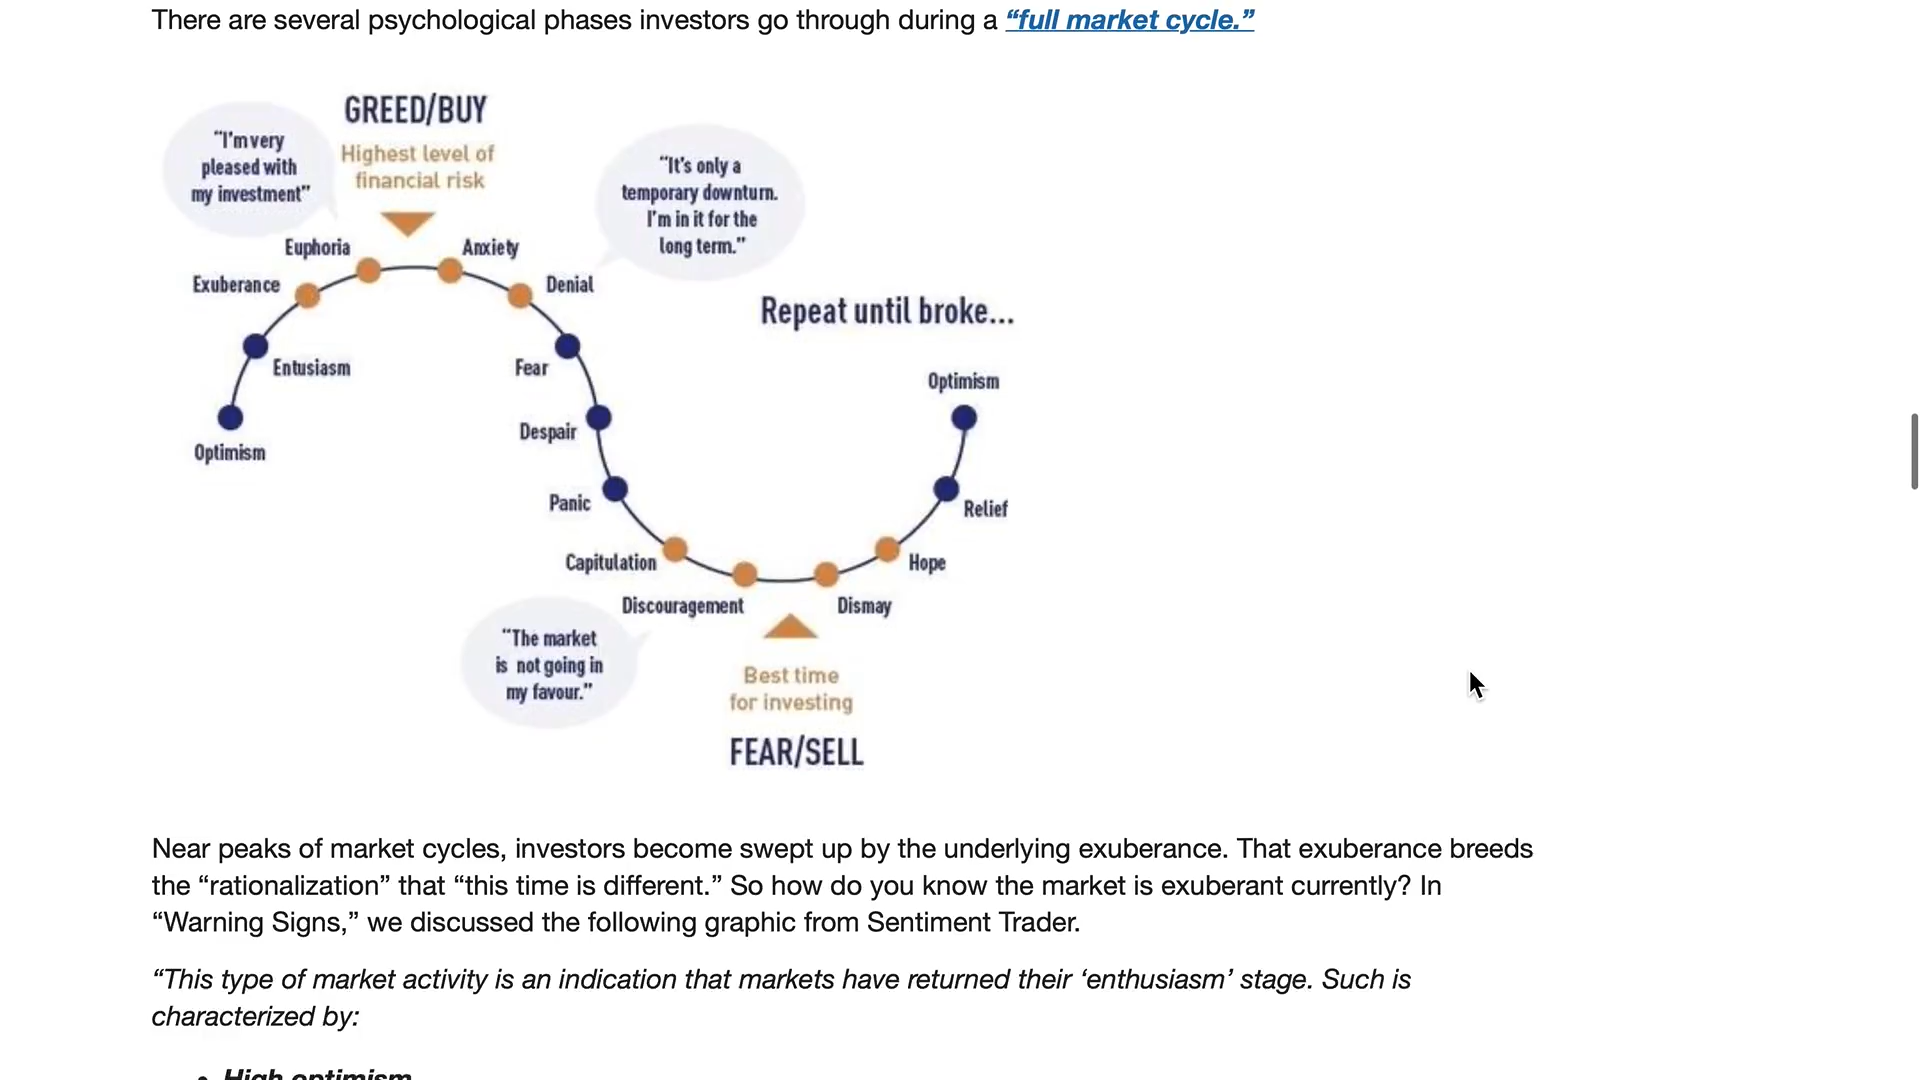 There are several psychological phases investors go through during a “full market cycle.”
GREED/BUY
“I'm very
pleased with
my investment”
Highest level of
financial risk
“It's only a
temporary downturn.
I'm in it for the
long term.”
Euphoria
Anxiety
Exuberance
Denial
Repeat until broke...
Entusiasm
Fear
Optimism
Despair
Optimism
Panic
Relief
Capitulation
Hope
Discouragement
Dismay
“The market
is not going in
my favour.”
Best time
for investing
FEAR/SELL
Near peaks of market cycles, investors become swept up by the underlying exuberance. That exuberance breeds
the “rationalization” that “this time is different.” So how do you know the market is exuberant currently? In
“Warning Signs,” we discussed the following graphic from Sentiment Trader.
“This type of market activity is an indication that markets have returned their ‘enthusiasm’ stage. Such is
characterized by:
• High optimism